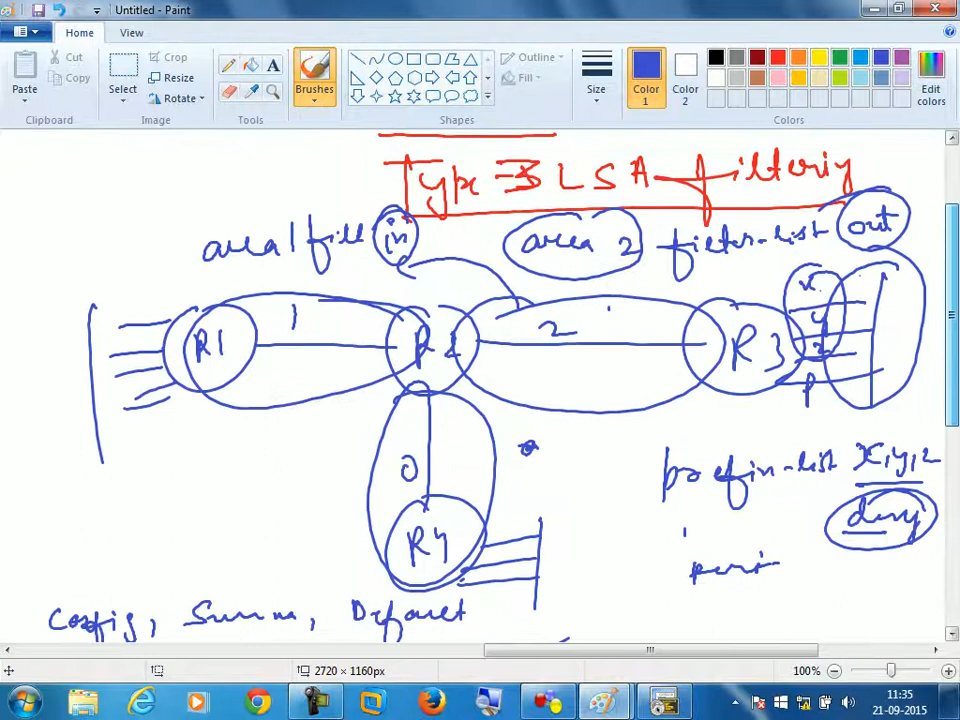 Untitled - Paint
Home View
Paste Cut Copy Clipboard
Select Crop Resize Rotate Image
A Tools
Brushes
Outline Fill Shapes
Size
Color 1 Color 2 Edit colors Colors
Type-3 LSA filtering
area 1 filter in area 2 filter-list out
1 2 x
R1 R2 R3 y
z
p
0
prefix-list x,y,z
deny
R4
Config, Summ, Default
2720 × 1160px 100%
11:35
21-09-2015